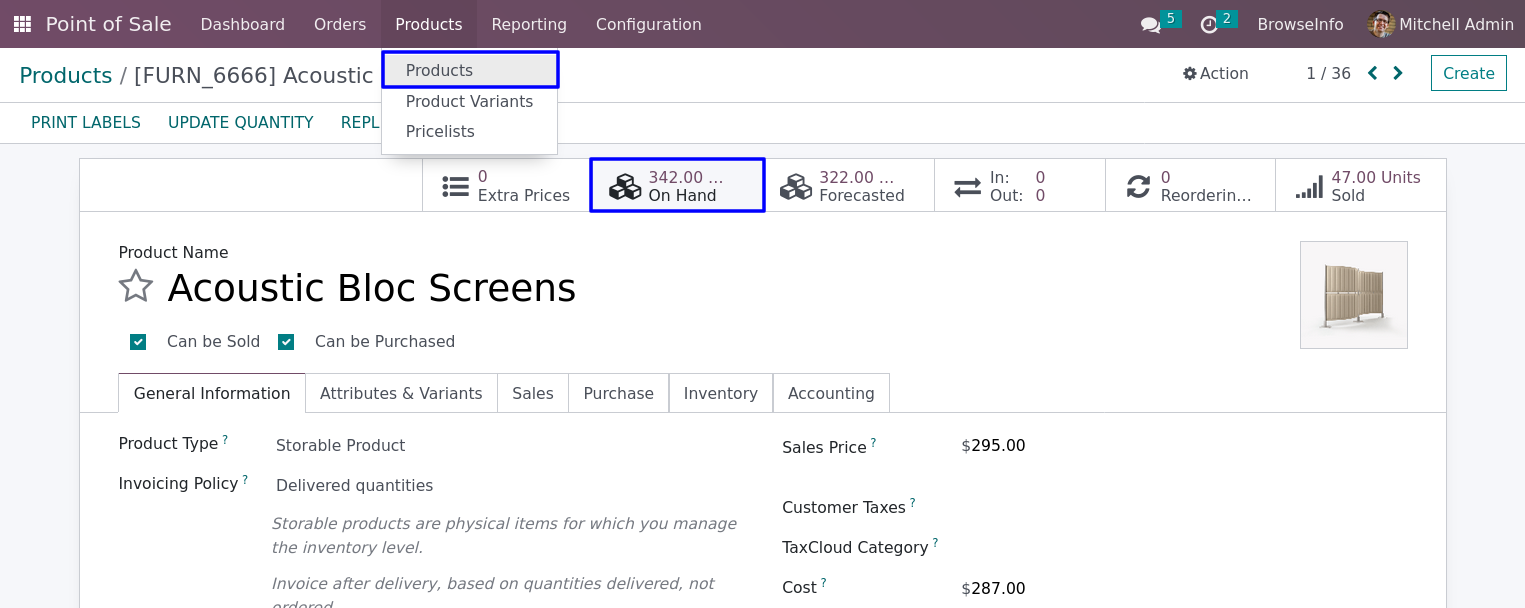 Point of Sale Dashboard Orders Products Reporting Configuration 5 2 BrowseInfo Mitchell Admin
Products / [FURN_6666] Acoustic Action 1 / 36 Create
Products
Product Variants
Pricelists
PRINT LABELS UPDATE QUANTITY REPL
0
Extra Prices
342.00 ...
On Hand
322.00 ...
Forecasted
In: 0
Out: 0
0
Reorderin...
47.00 Units
Sold
Product Name
Acoustic Bloc Screens
Can be Sold Can be Purchased
General Information Attributes & Variants Sales Purchase Inventory Accounting
Product Type ? Storable Product
Invoicing Policy ? Delivered quantities
Storable products are physical items for which you manage
the inventory level.
Invoice after delivery, based on quantities delivered, not
ordered.
Sales Price ? $295.00
Customer Taxes ?
TaxCloud Category ?
Cost ? $287.00